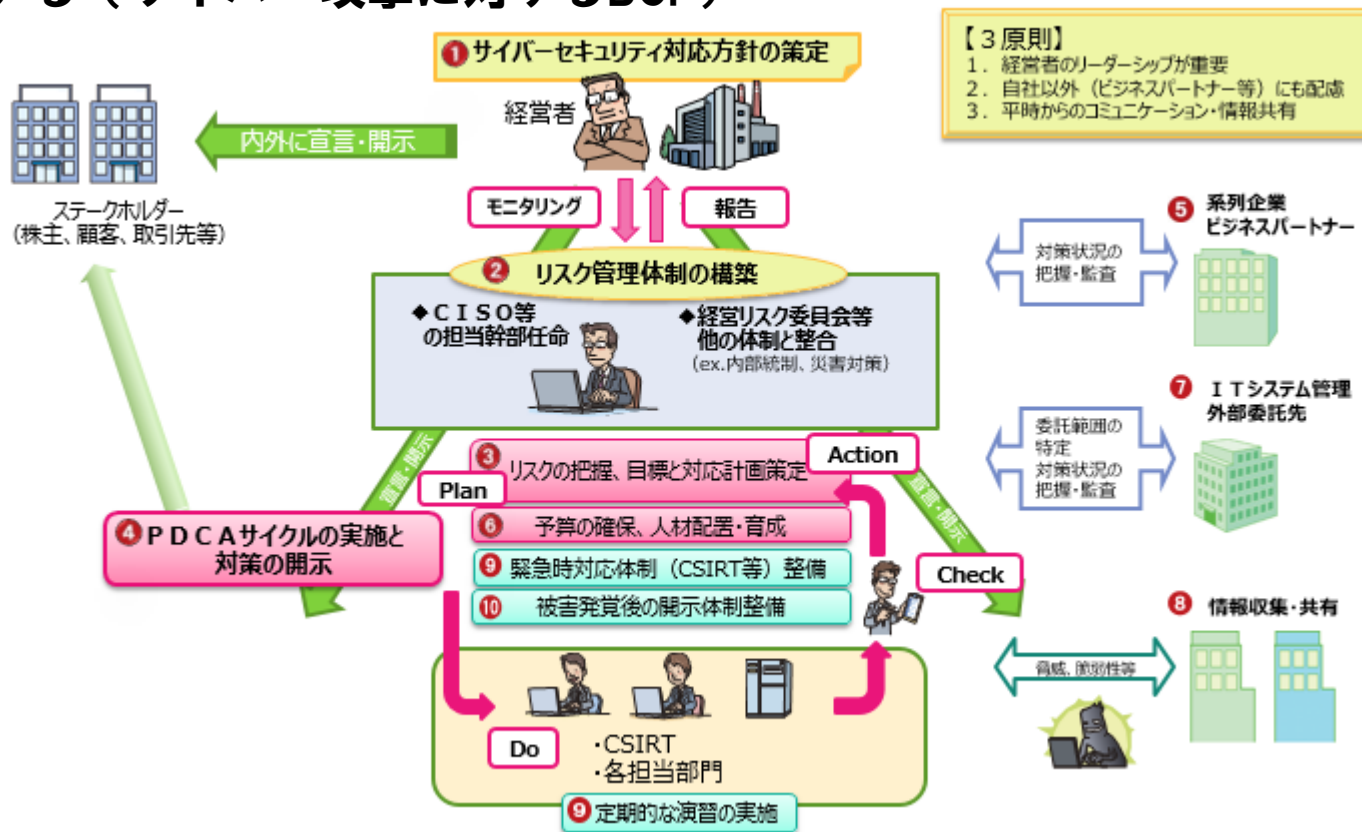 ❶サイバーセキュリティ対応方針の策定
経営者
【３原則】
１．経営者のリーダーシップが重要
２．自社以外（ビジネスパートナー等）にも配慮
３．平時からのコミュニケーション・情報共有
内外に宣言・開示
ステークホルダー
（株主、顧客、取引先等）
モニタリング
報告
❷ リスク管理体制の構築
◆ＣＩＳＯ等
の担当幹部任命
◆経営リスク委員会等
他の体制と整合
（ex.内部統制、災害対策）
❺ 系列企業
ビジネスパートナー
対策状況の
把握・監査
❼ ＩＴシステム管理
外部委託先
委託範囲の
特定
対策状況の
把握・監査
宣言・開示
宣言・開示
❸リスクの把握、目標と対応計画策定
Action
Plan
❹ＰＤＣＡサイクルの実施と
対策の開示
❻ 予算の確保、人材配置・育成
❾ 緊急時対応体制（CSIRT等）整備
Check
❿ 被害発覚後の開示体制整備
❽ 情報収集・共有
脅威、脆弱性等
Do
・CSIRT
・各担当部門
❾定期的な演習の実施